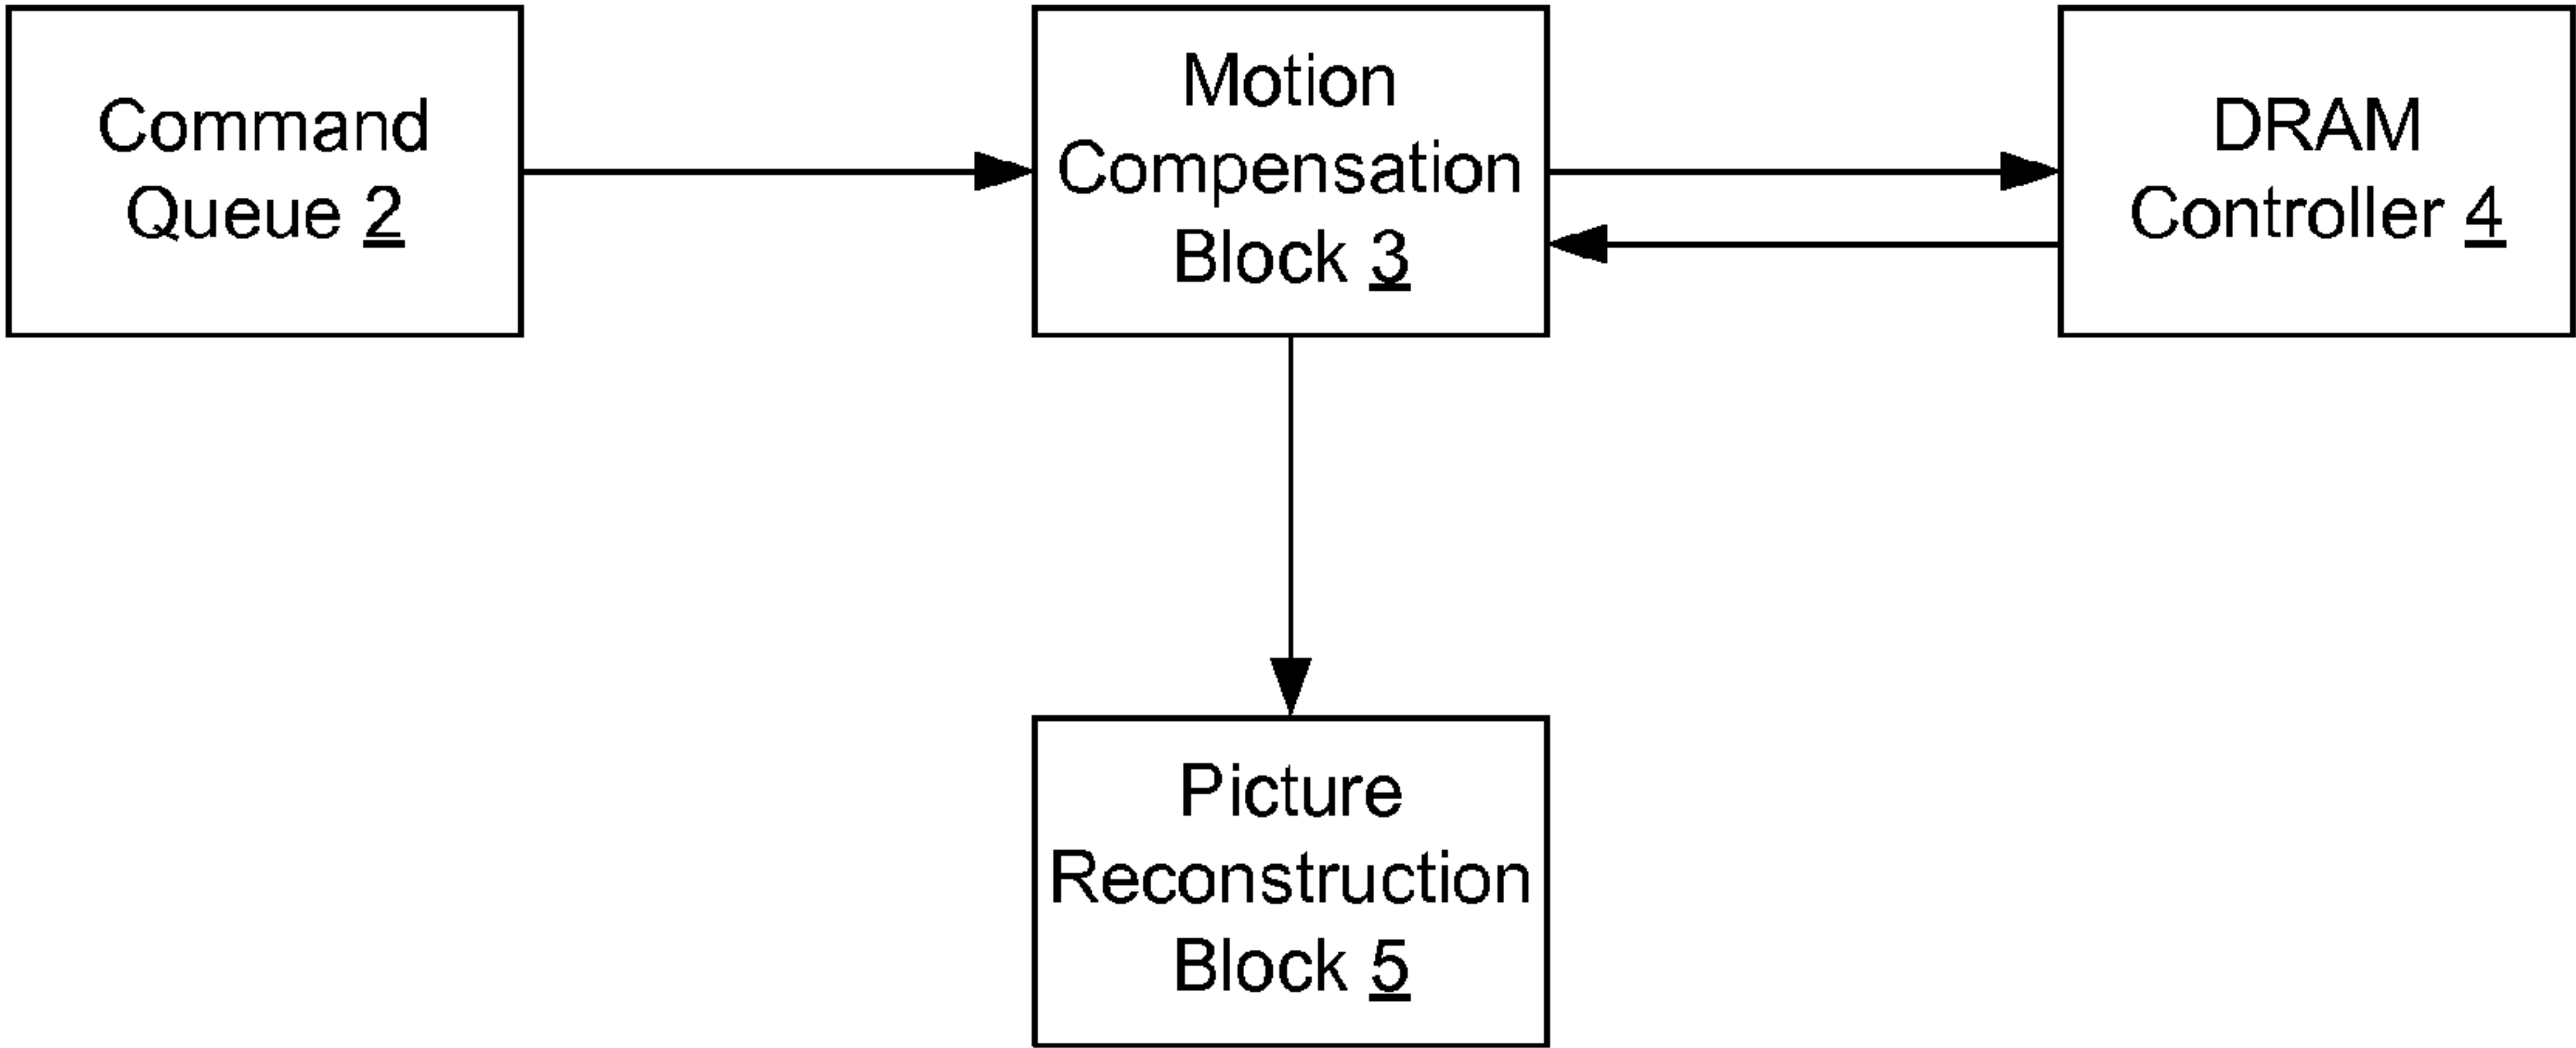 Command
Queue 2
Motion
Compensation
Block 3
DRAM
Controller 4
Picture
Reconstruction
Block 5